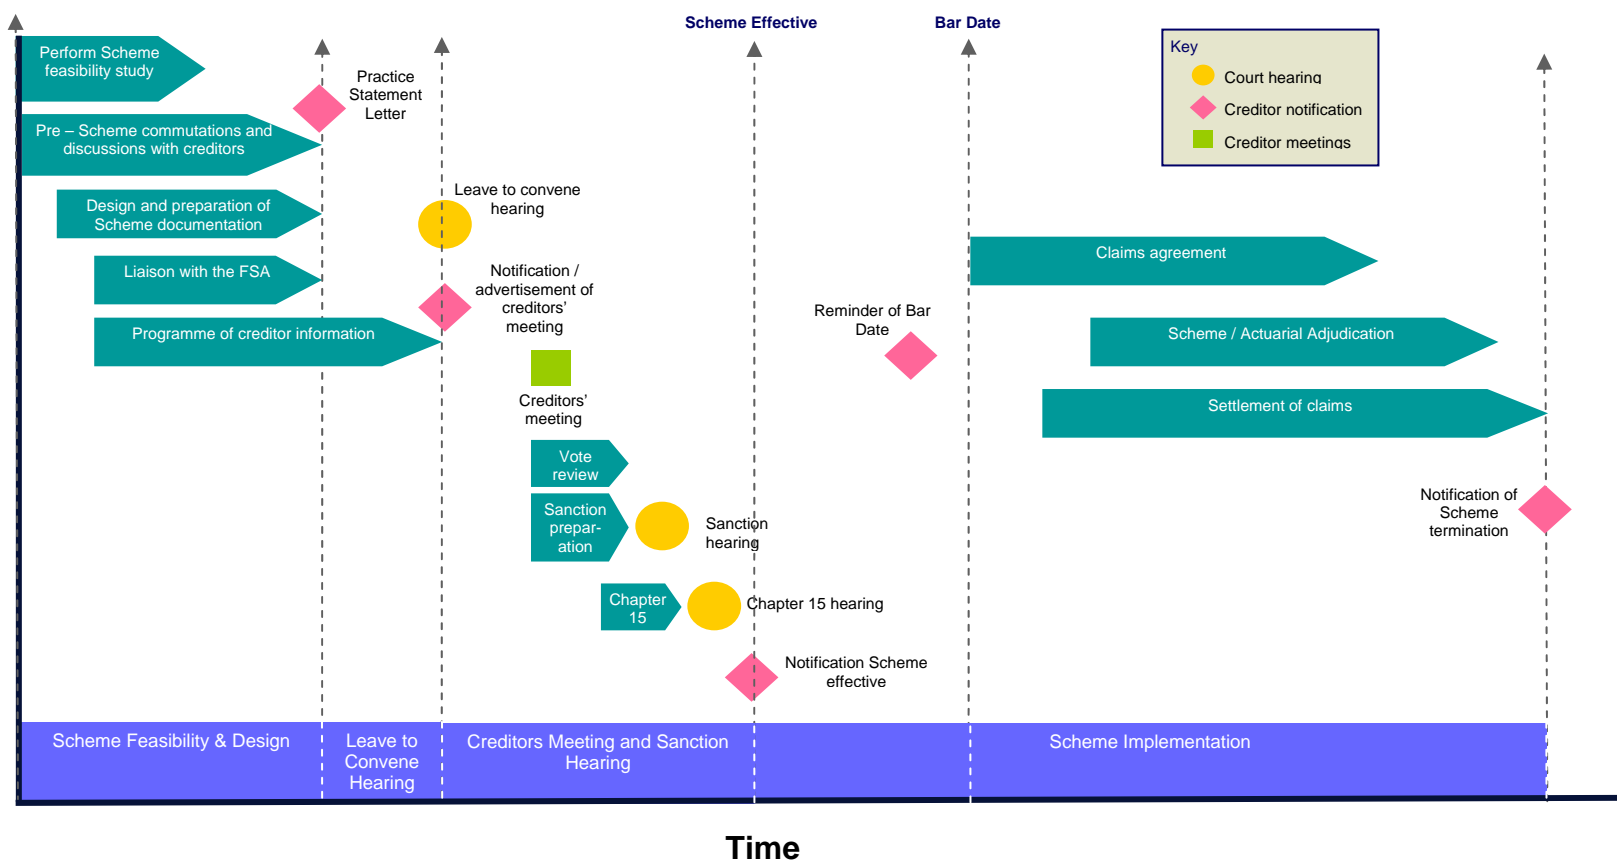 Scheme Effective
Bar Date
Key
Court hearing
Creditor notification
Creditor meetings
Perform Scheme
feasibility study
Practice
Statement
Letter
Pre – Scheme commutations and
discussions with creditors
Design and preparation of
Scheme documentation
Leave to convene
hearing
Liaison with the FSA
Notification /
advertisement of
creditors’
meeting
Programme of creditor information
Claims agreement
Reminder of Bar
Date
Scheme / Actuarial Adjudication
Creditors’
meeting
Settlement of claims
Vote
review
Sanction
prepar-
ation
Sanction
hearing
Notification of
Scheme
termination
Chapter
15
Chapter 15 hearing
Notification Scheme
effective
Scheme Feasibility & Design
Leave to
Convene
Hearing
Creditors Meeting and Sanction
Hearing
Scheme Implementation
Time